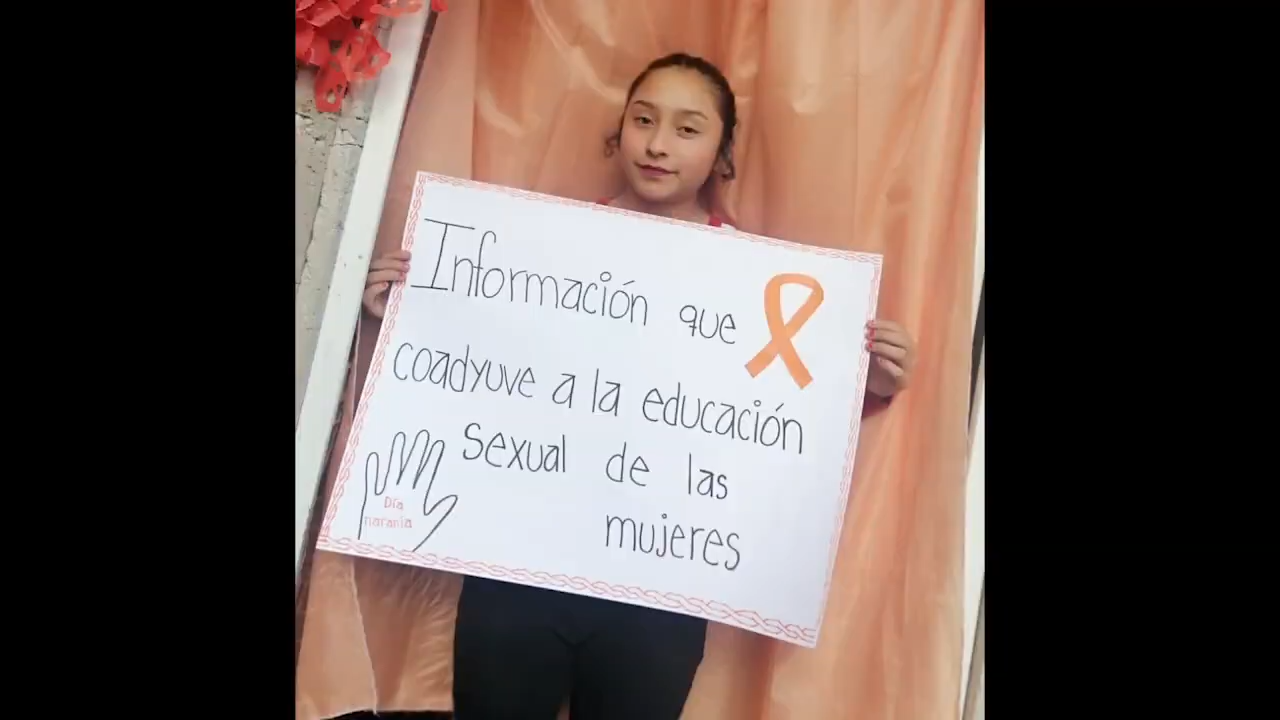 Información que
coadyuve a la educación
sexual de las
mujeres
Día
naranja